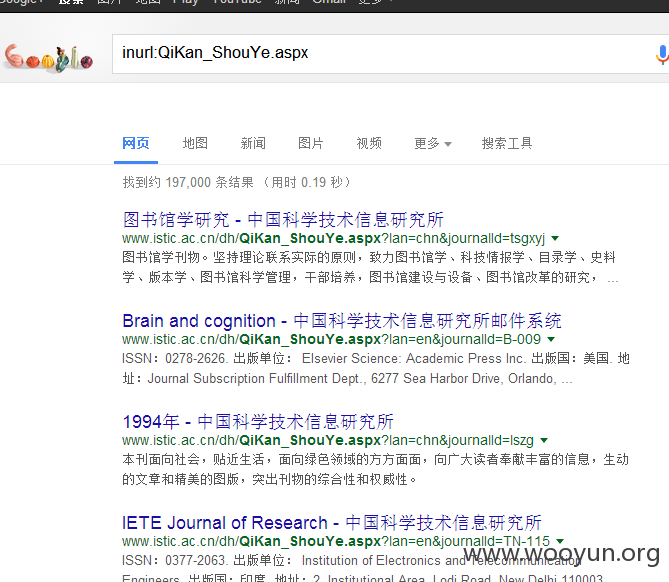 Google+ 搜索 图片 地图 Play YouTube 新闻 Gmail 更多
Google
inurl:QiKan_ShouYe.aspx
网页 地图 新闻 图片 视频 更多 搜索工具
找到约 197,000 条结果 （用时 0.19 秒）
图书馆学研究 - 中国科学技术信息研究所
www.istic.ac.cn/dh/QiKan_ShouYe.aspx?lan=chn&journalId=tsgxyj
图书馆学刊物。坚持理论联系实际的原则，致力图书馆学、科技情报学、目录学、史料
学、版本学、图书馆科学管理，干部培养，图书馆建设与设备、图书馆改革的研究， ...
Brain and cognition - 中国科学技术信息研究所邮件系统
www.istic.ac.cn/dh/QiKan_ShouYe.aspx?lan=en&journalId=B-009
ISSN：0278-2626. 出版单位： Elsevier Science: Academic Press Inc. 出版国：美国. 地
址：Journal Subscription Fulfillment Dept., 6277 Sea Harbor Drive, Orlando, ...
1994年 - 中国科学技术信息研究所
www.istic.ac.cn/dh/QiKan_ShouYe.aspx?lan=chn&journalId=lszg
本刊面向社会，贴近生活，面向绿色领域的方方面面，向广大读者奉献丰富的信息，生动
的文章和精美的图版，突出刊物的综合性和权威性。
IETE Journal of Research - 中国科学技术信息研究所
www.istic.ac.cn/dh/QiKan_ShouYe.aspx?lan=en&journalId=TN-115
ISSN：0377-2063. 出版单位： Institution of Electronics and Telecommunication
Engineers. 出版国：印度. 地址：2, Institutional Area, Lodi Road, New Delhi 110003
www.wooyun.org